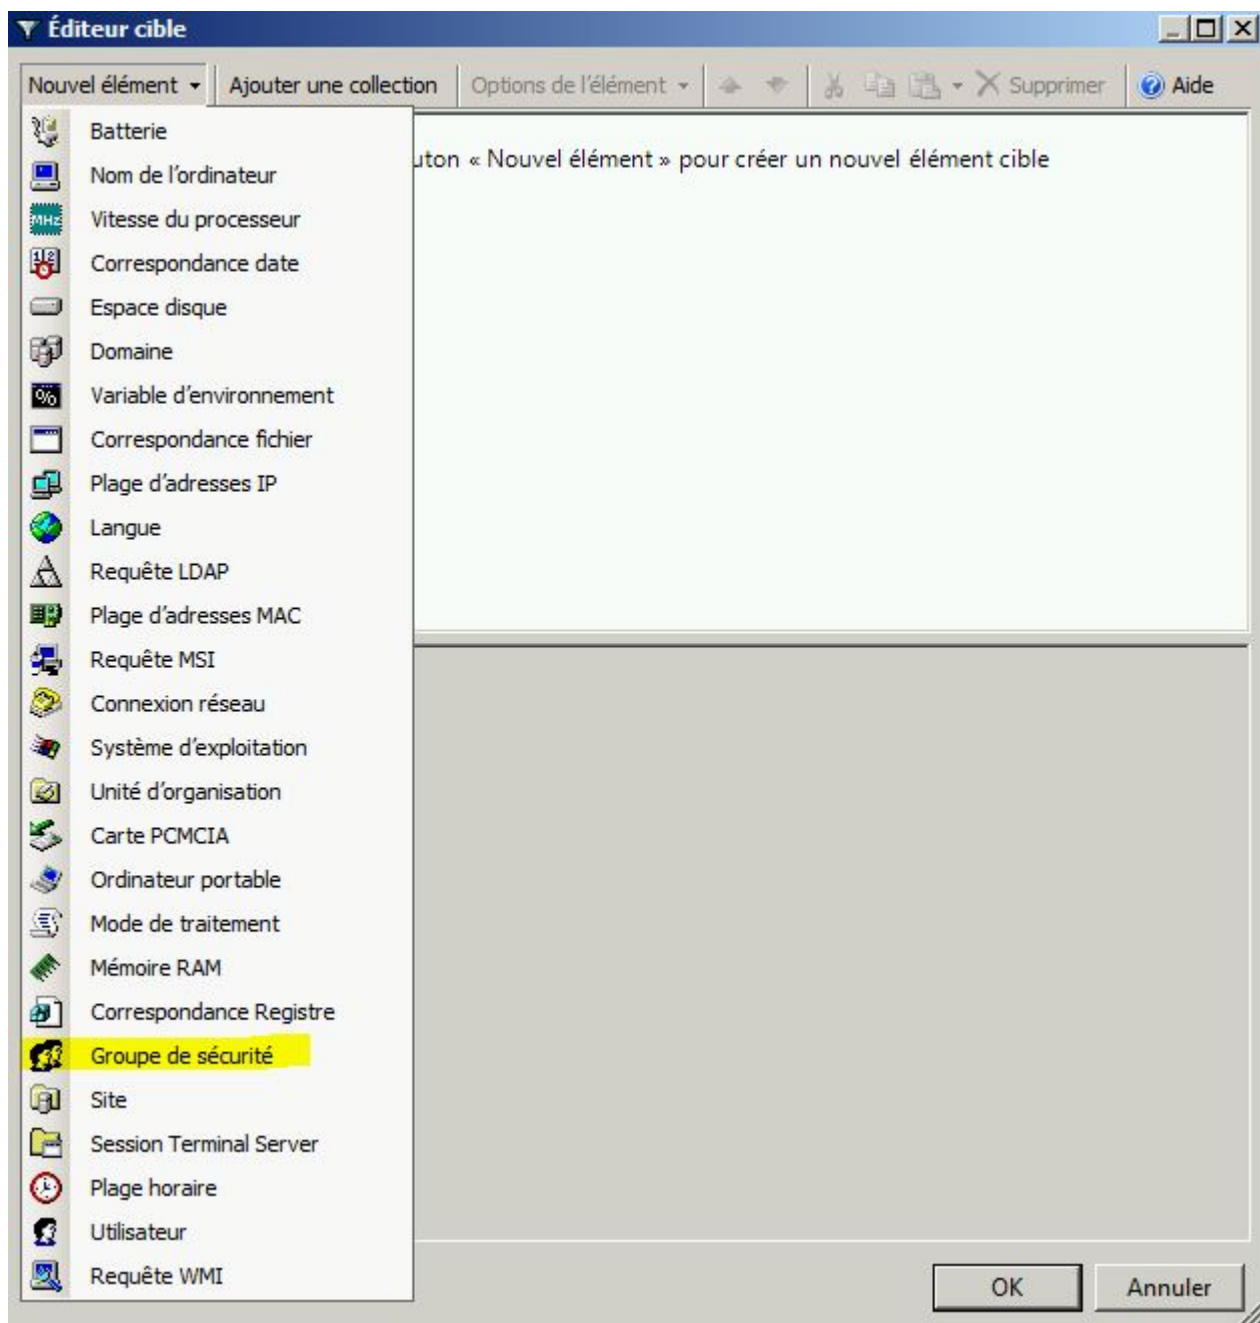 Éditeur cible
Nouvel élément Ajouter une collection Options de l'élément Supprimer Aide
uton « Nouvel élément » pour créer un nouvel élément cible
Batterie
Nom de l'ordinateur
MHz
Vitesse du processeur
Correspondance date
Espace disque
Domaine
Variable d'environnement
Correspondance fichier
Plage d'adresses IP
Langue
Requête LDAP
Plage d'adresses MAC
Requête MSI
Connexion réseau
Système d'exploitation
Unité d'organisation
Carte PCMCIA
Ordinateur portable
Mode de traitement
Mémoire RAM
Correspondance Registre
Groupe de sécurité
Site
Session Terminal Server
Plage horaire
Utilisateur
Requête WMI
OK Annuler